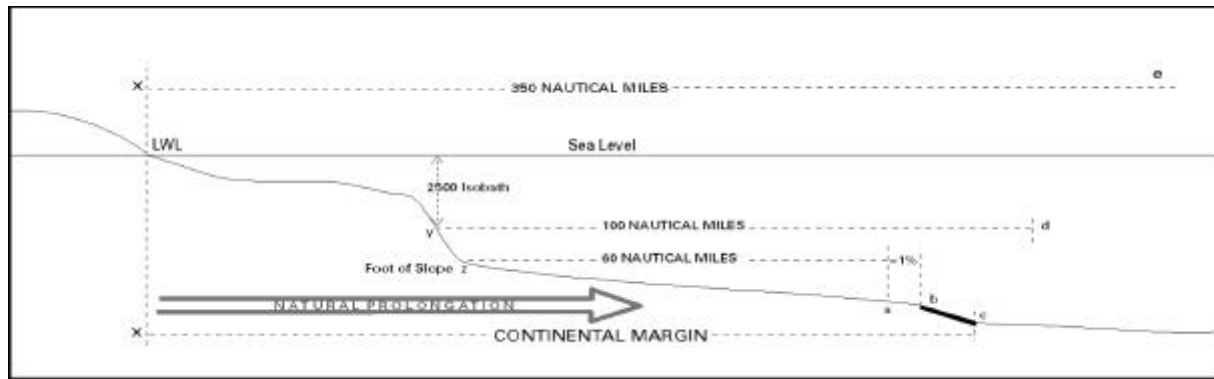 e
x
350 NAUTICAL MILES
LWL
Sea Level
2500 Isobath
100 NAUTICAL MILES
d
y
60 NAUTICAL MILES
=1%
Foot of Slope z
NATURAL PROLONGATION
b
a
c
x
CONTINENTAL MARGIN